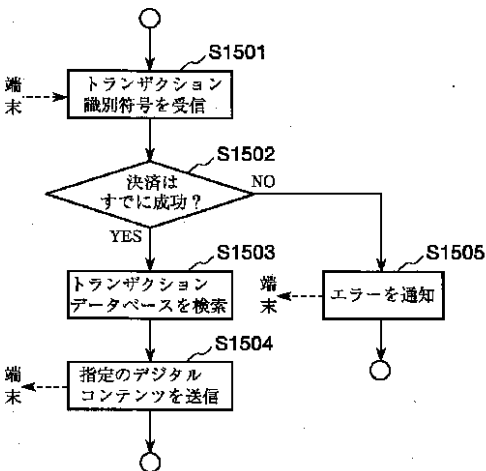 S1501
端末
トランザクション
識別符号を受信
S1502
決済は
すでに成功?
NO
YES
S1503
トランザクション
データベースを検索
S1505
端末
エラーを通知
S1504
端末
指定のデジタル
コンテンツを送信